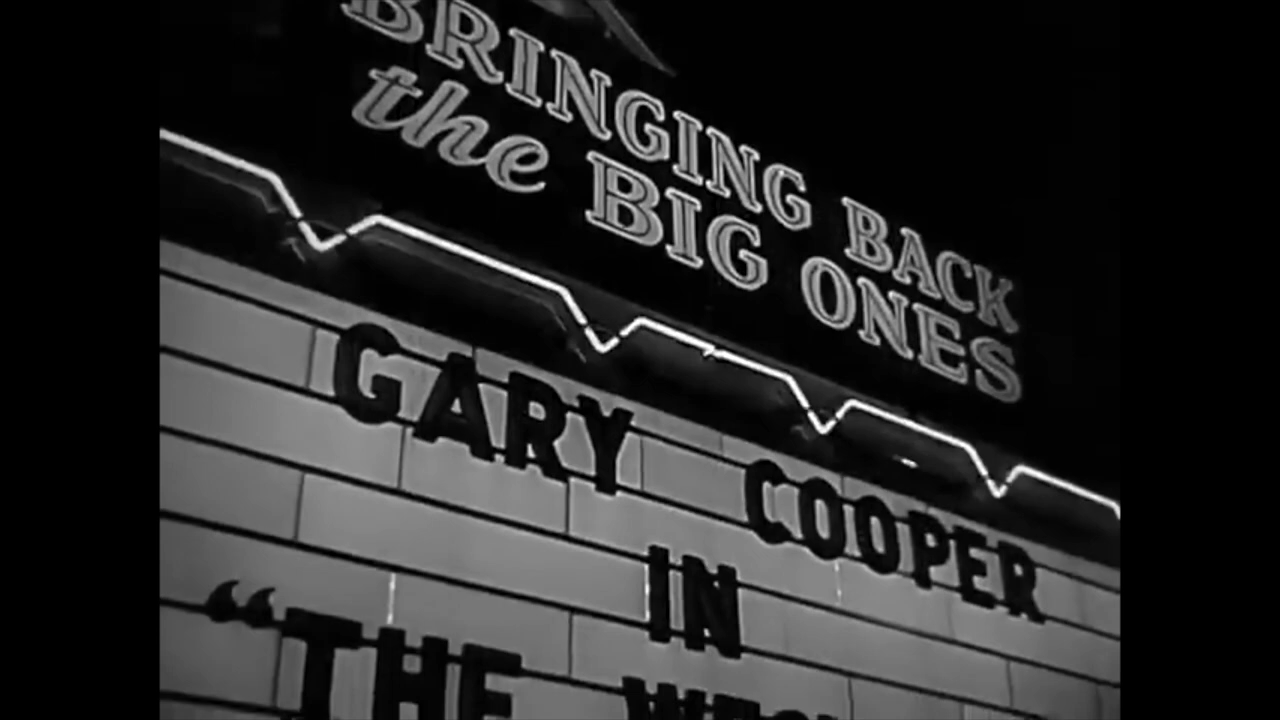 BRINGING BACK
the BIG ONES
GARY COOPER
IN
“THE